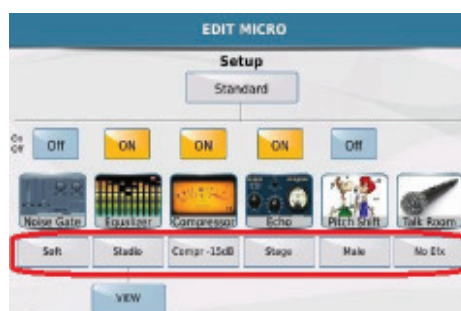 EDIT MICRO
Setup
Standard
On
Off
Off ON ON ON Off
Noise Gate Equalizer Compressor Echo Pitch Shift Talk Room
Soft Studio Compr -15dB Stage Male No Efx
VIEW